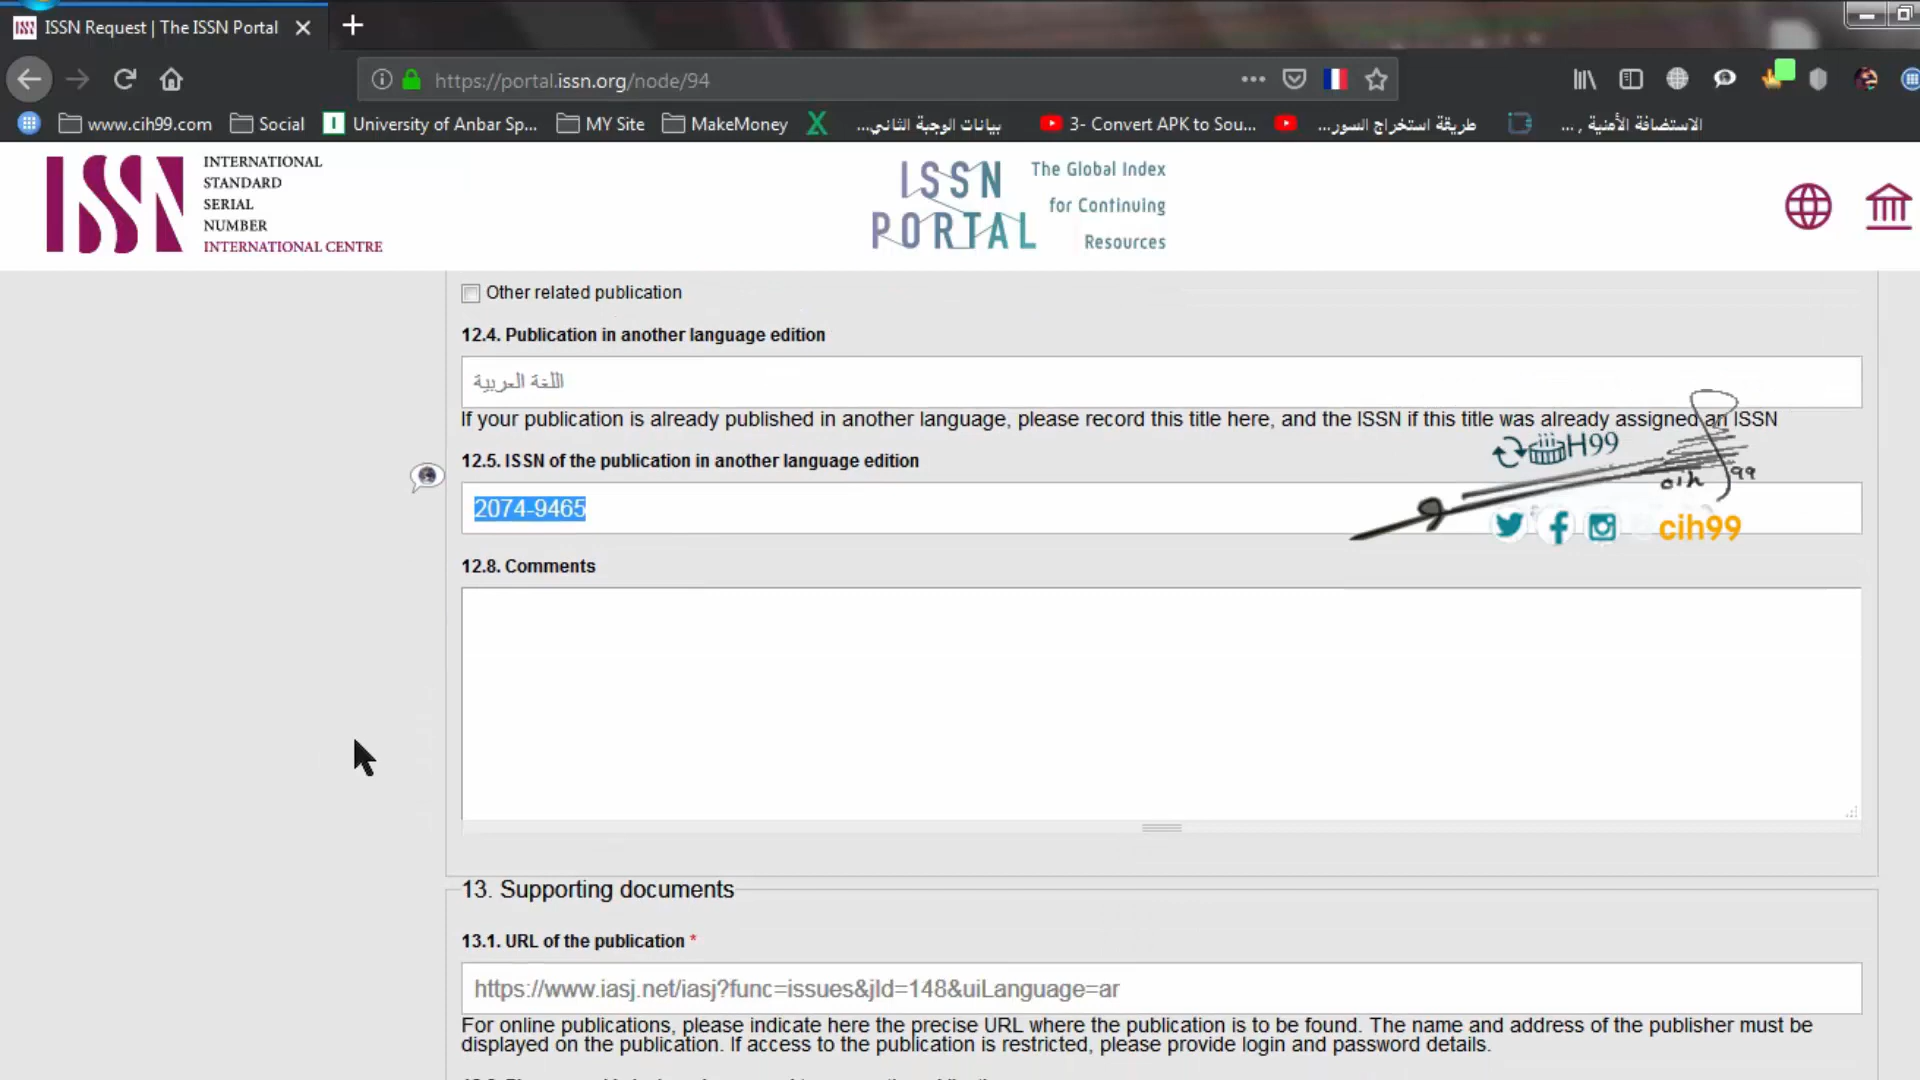 ISSN Request | The ISSN Portal
https://portal.issn.org/node/94
www.cih99.com
Social
University of Anbar Sp...
MY Site
MakeMoney
بيانات الوجبة الثاني...
3- Convert APK to Sou...
طريقة استخراج السور...
الاستضافة الأمنية , ...
ISSN
INTERNATIONAL
STANDARD
SERIAL
NUMBER
INTERNATIONAL CENTRE
ISSN
PORTAL
The Global Index
for Continuing
Resources
Other related publication
12.4. Publication in another language edition
اللغة العربية
If your publication is already published in another language, please record this title here, and the ISSN if this title was already assigned an ISSN
H99
12.5. ISSN of the publication in another language edition
cih 99
2074-9465
cih99
12.8. Comments
13. Supporting documents
13.1. URL of the publication *
https://www.iasj.net/iasj?func=issues&jId=148&uiLanguage=ar
For online publications, please indicate here the precise URL where the publication is to be found. The name and address of the publisher must be
displayed on the publication. If access to the publication is restricted, please provide login and password details.